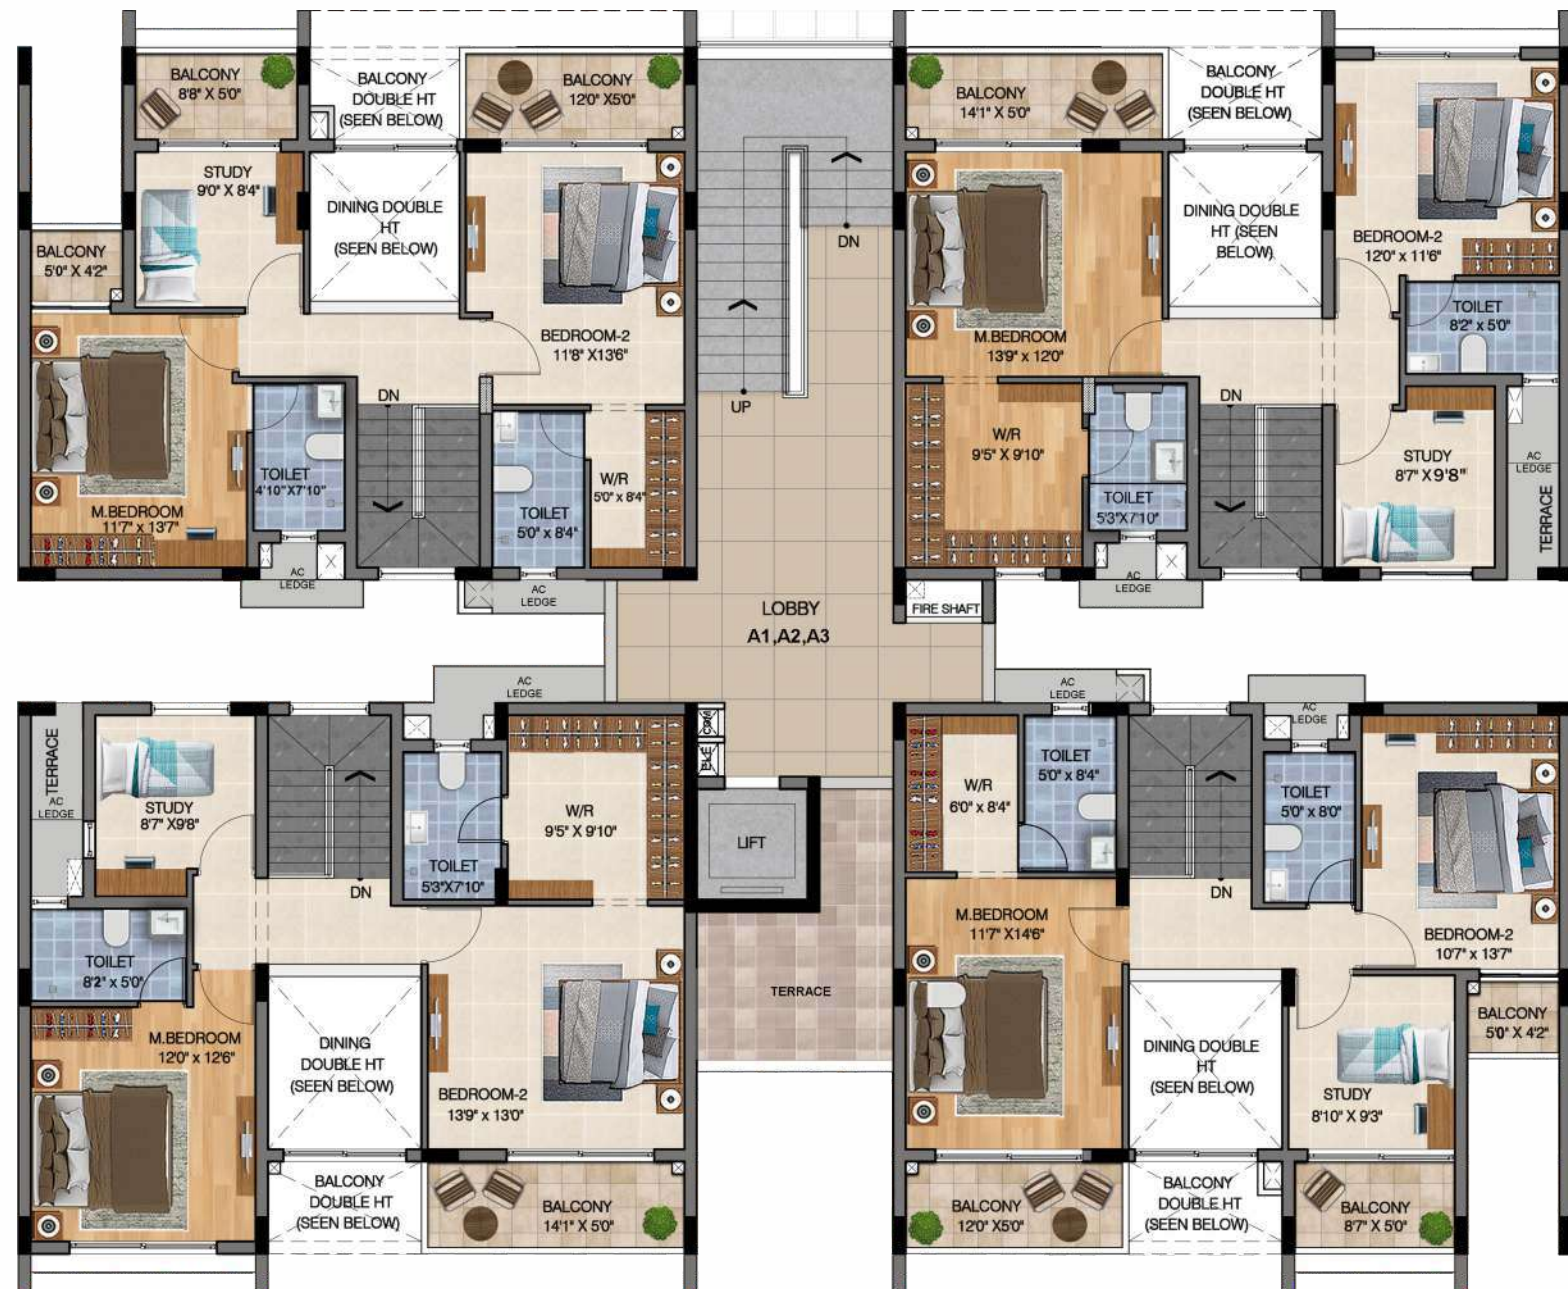 BALCONY
8'8" X 5'0"
BALCONY
DOUBLE HT
(SEEN BELOW)
BALCONY
12'0" X5'0"
STUDY
9'0" X 8'4"
DINING DOUBLE
HT
(SEEN BELOW)
BALCONY
5'0" X 4'2"
BEDROOM-2
11'8" X13'6"
DN
M.BEDROOM
11'7" x 13'7"
TOILET
4'10"X7'10"
TOILET
5'0" x 8'4"
W/R
5'0" x 8'4"
AC
LEDGE
AC
LEDGE
UP
DN
BALCONY
14'1" X 5'0"
BALCONY
DOUBLE HT
(SEEN BELOW)
DINING DOUBLE
HT (SEEN
BELOW)
BEDROOM-2
12'0" x 11'6"
M.BEDROOM
13'9" x 12'0"
TOILET
8'2" x 5'0"
W/R
9'5" X 9'10"
DN
TOILET
5'3"X7'10"
STUDY
8'7" X 9'8"
AC
LEDGE
TERRACE
AC
LEDGE
FIRE SHAFT
LOBBY
A1,A2,A3
AC
LEDGE
TERRACE
AC
LEDGE
STUDY
8'7" X9'8"
DN
TOILET
5'3"X7'10"
W/R
9'5" X 9'10"
TOILET
8'2" x 5'0"
M.BEDROOM
12'0" x 12'6"
DINING
DOUBLE HT
(SEEN BELOW)
BEDROOM-2
13'9" x 13'0"
BALCONY
DOUBLE HT
(SEEN BELOW)
BALCONY
14'1" X 5'0"
COM
ELE
LIFT
TERRACE
AC
LEDGE
AC
LEDGE
W/R
6'0" x 8'4"
TOILET
5'0" x 8'4"
DN
TOILET
5'0" x 8'0"
M.BEDROOM
11'7" X14'6"
BEDROOM-2
10'7" x 13'7"
DINING DOUBLE
HT
(SEEN BELOW)
STUDY
8'10" X 9'3"
BALCONY
5'0" X 4'2"
BALCONY
12'0" X5'0"
BALCONY
DOUBLE HT
(SEEN BELOW)
BALCONY
8'7" X 5'0"